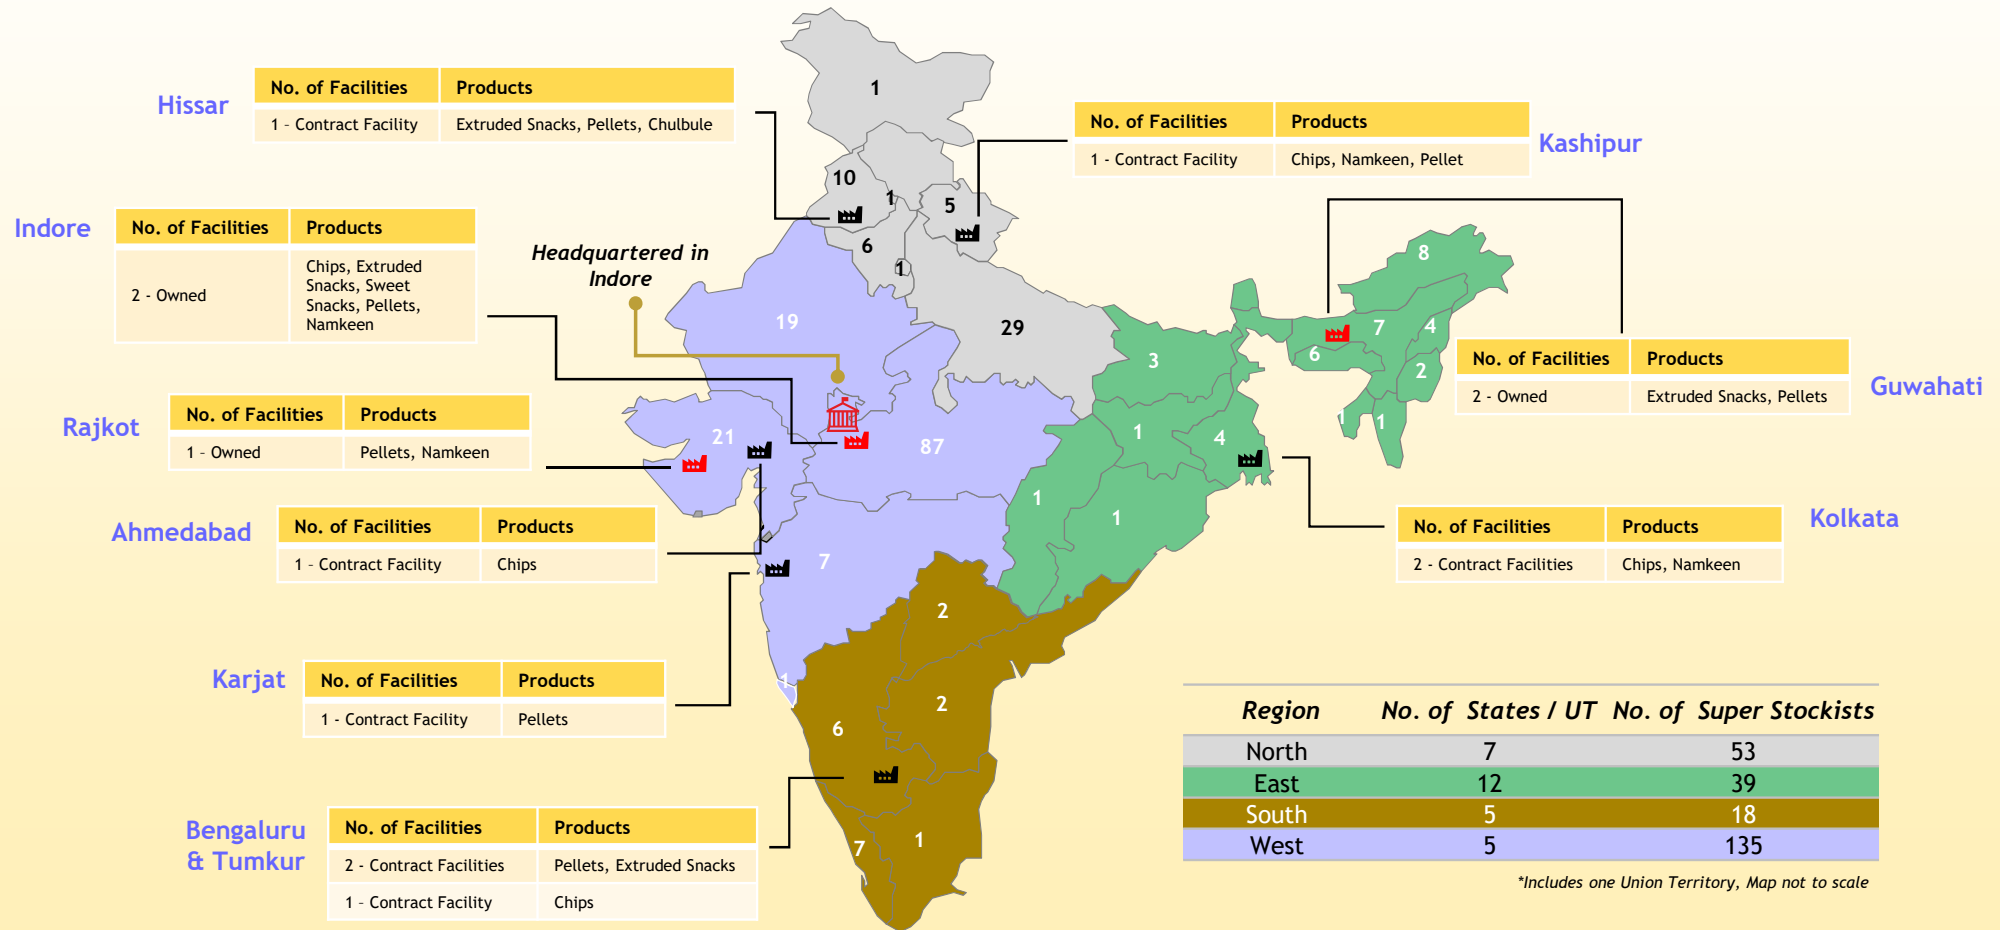 Hissar
No. of Facilities Products
1 - Contract Facility Extruded Snacks, Pellets, Chulbule
No. of Facilities Products
1 - Contract Facility Chips, Namkeen, Pellet
Kashipur
Indore
No. of Facilities Products
2 - Owned
Chips, Extruded
Snacks, Sweet
Snacks, Pellets,
Namkeen
Headquartered in
Indore
Rajkot
No. of Facilities Products
1 - Owned Pellets, Namkeen
Ahmedabad
No. of Facilities Products
1 - Contract Facility Chips
Karjat
No. of Facilities Products
1 - Contract Facility Pellets
Bengaluru
& Tumkur
No. of Facilities Products
2 - Contract Facilities Pellets, Extruded Snacks
1 - Contract Facility Chips
1
10
1
5
6
1
29
19
21
87
7
1
3
1
4
1
1
8
7
4
6
2
1
1
2
2
6
7
1
No. of Facilities Products
2 - Owned Extruded Snacks, Pellets
Guwahati
No. of Facilities Products
2 - Contract Facilities Chips, Namkeen
Kolkata
Region No. of States / UT No. of Super Stockists
North 7 53
East 12 39
South 5 18
West 5 135
*Includes one Union Territory, Map not to scale